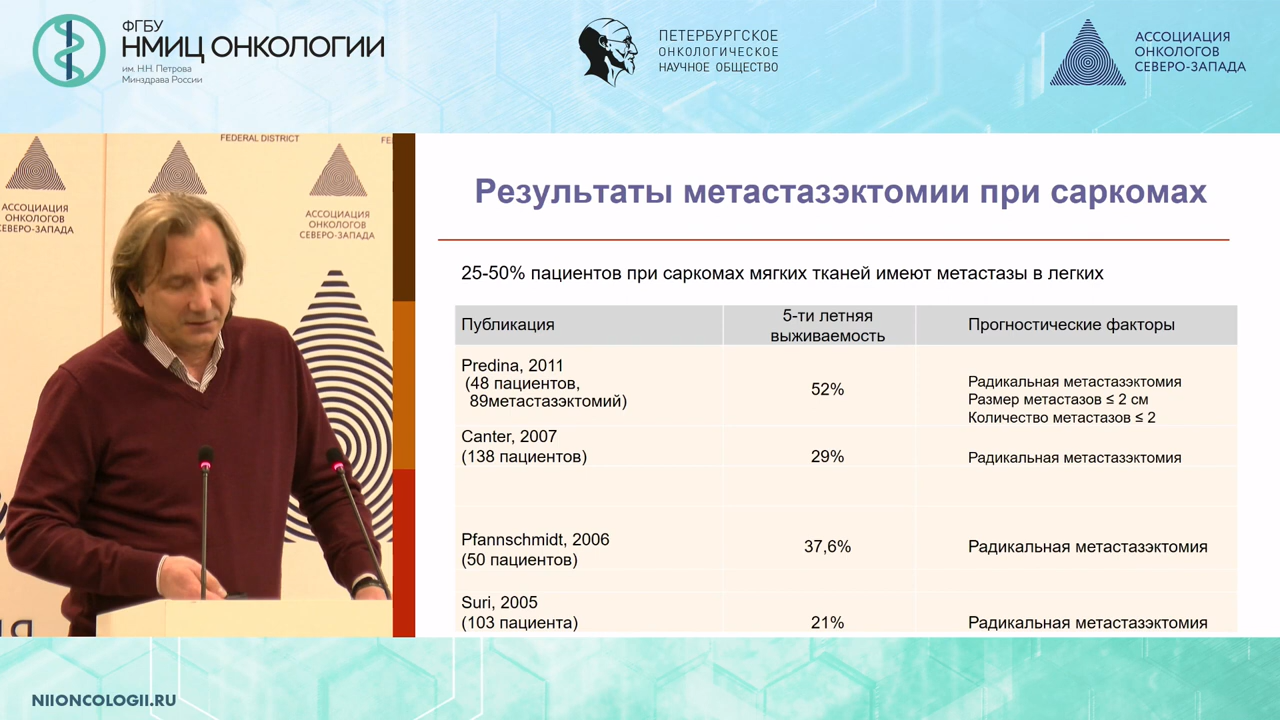 ФГБУ
НМИЦ ОНКОЛОГИИ
им. Н.Н. Петрова
Минздрава России
ПЕТЕРБУРГСКОЕ
ОНКОЛОГИЧЕСКОЕ
НАУЧНОЕ ОБЩЕСТВО
АССОЦИАЦИЯ
ОНКОЛОГОВ
СЕВЕРО-ЗАПАДА
FEDERAL DISTRICT
FE
АССОЦИАЦИЯ
ОНКОЛОГОВ
СЕВЕРО-ЗАПАДА
АССОЦИАЦИЯ
ОНКОЛОГОВ
СЕВЕРО-ЗАПАДА
Результаты метастазэктомии при саркомах
25-50% пациентов при саркомах мягких тканей имеют метастазы в легких
Публикация
5-ти летняя
выживаемость
Прогностические факторы
Predina, 2011
(48 пациентов,
89метастазэктомий)
52%
Радикальная метастазэктомия
Размер метастазов ≤ 2 см
Количество метастазов ≤ 2
Canter, 2007
(138 пациентов)
29%
Радикальная метастазэктомия
Pfannschmidt, 2006
(50 пациентов)
37,6%
Радикальная метастазэктомия
Suri, 2005
(103 пациента)
21%
Радикальная метастазэктомия
NIIONCOLOGII.RU